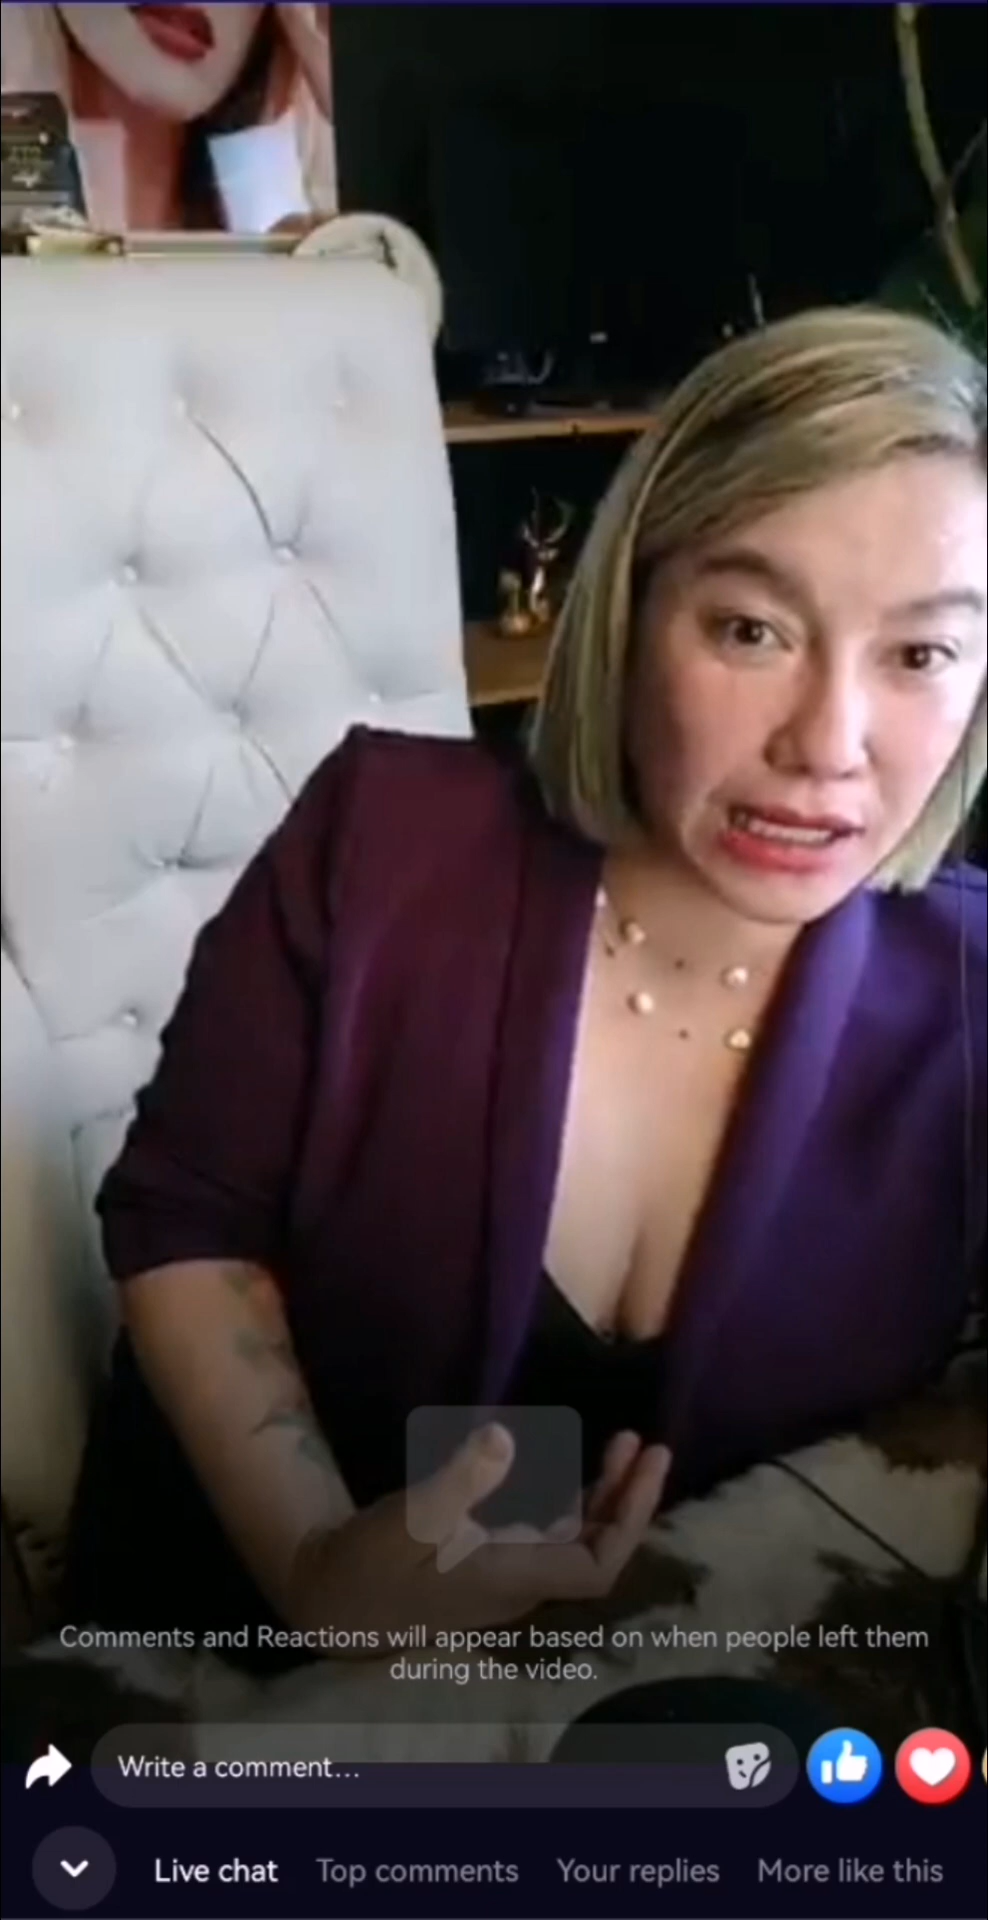 Comments and Reactions will appear based on when people left them
during the video.
Write a comment...
Live chat Top comments Your replies More like this